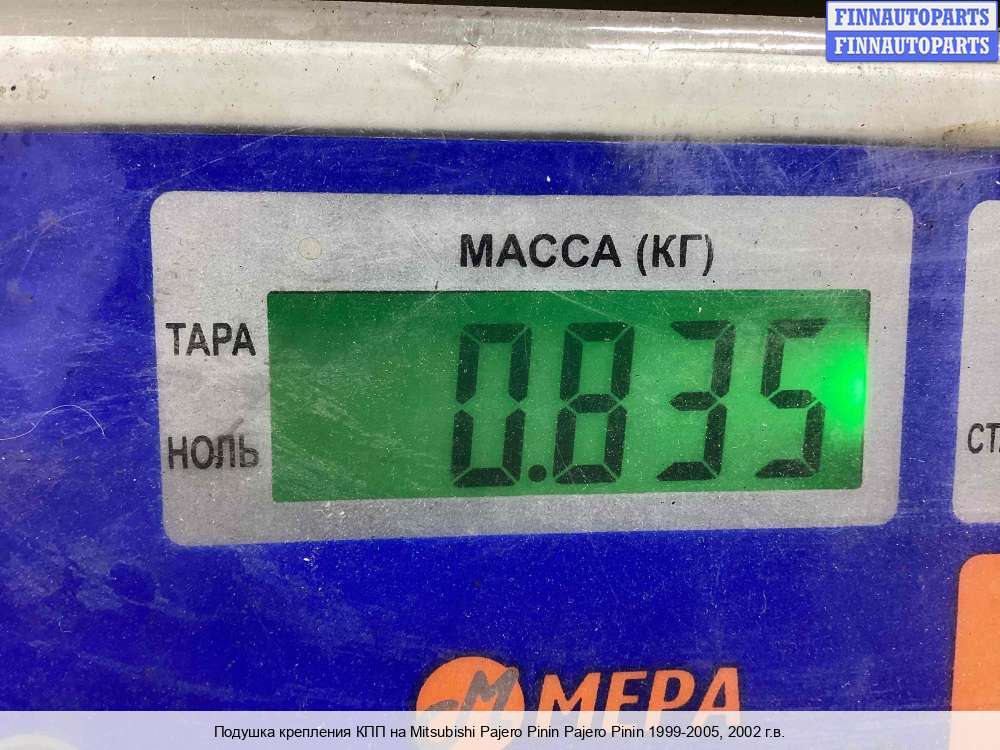 FINNAUTOPARTS
FINNAUTOPARTS
МАССА (КГ)
ТАРА
0.835
НОЛЬ
МЕРА
Подушка крепления КПП на Mitsubishi Pajero Pinin Pajero Pinin 1999-2005, 2002 г.в.